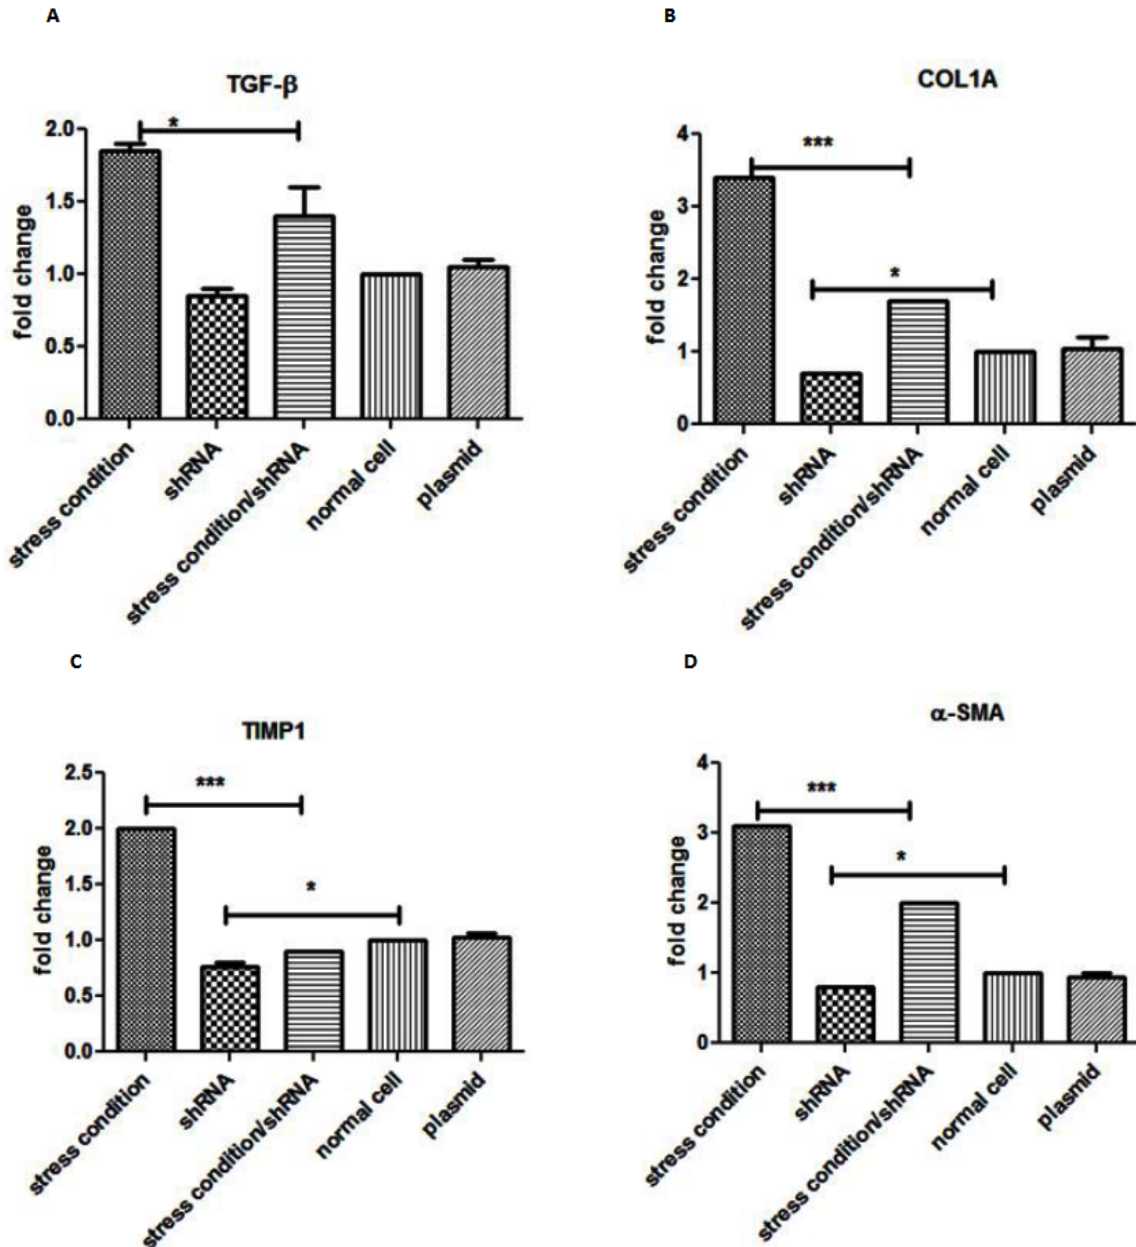 A
TGF-β
2.0
1.5
1.0
0.5
0.0
fold change
*
stress condition
shRNA
stress condition/shRNA
normal cell
plasmid
B
COL1A
4
3
2
1
0
fold change
***
*
stress condition
shRNA
stress condition/shRNA
normal cell
plasmid
C
TIMP1
2.5
2.0
1.5
1.0
0.5
0.0
fold change
***
*
stress condition
shRNA
stress condition/shRNA
normal cell
plasmid
D
α-SMA
4
3
2
1
0
fold change
***
*
stress condition
shRNA
stress condition/shRNA
normal cell
plasmid